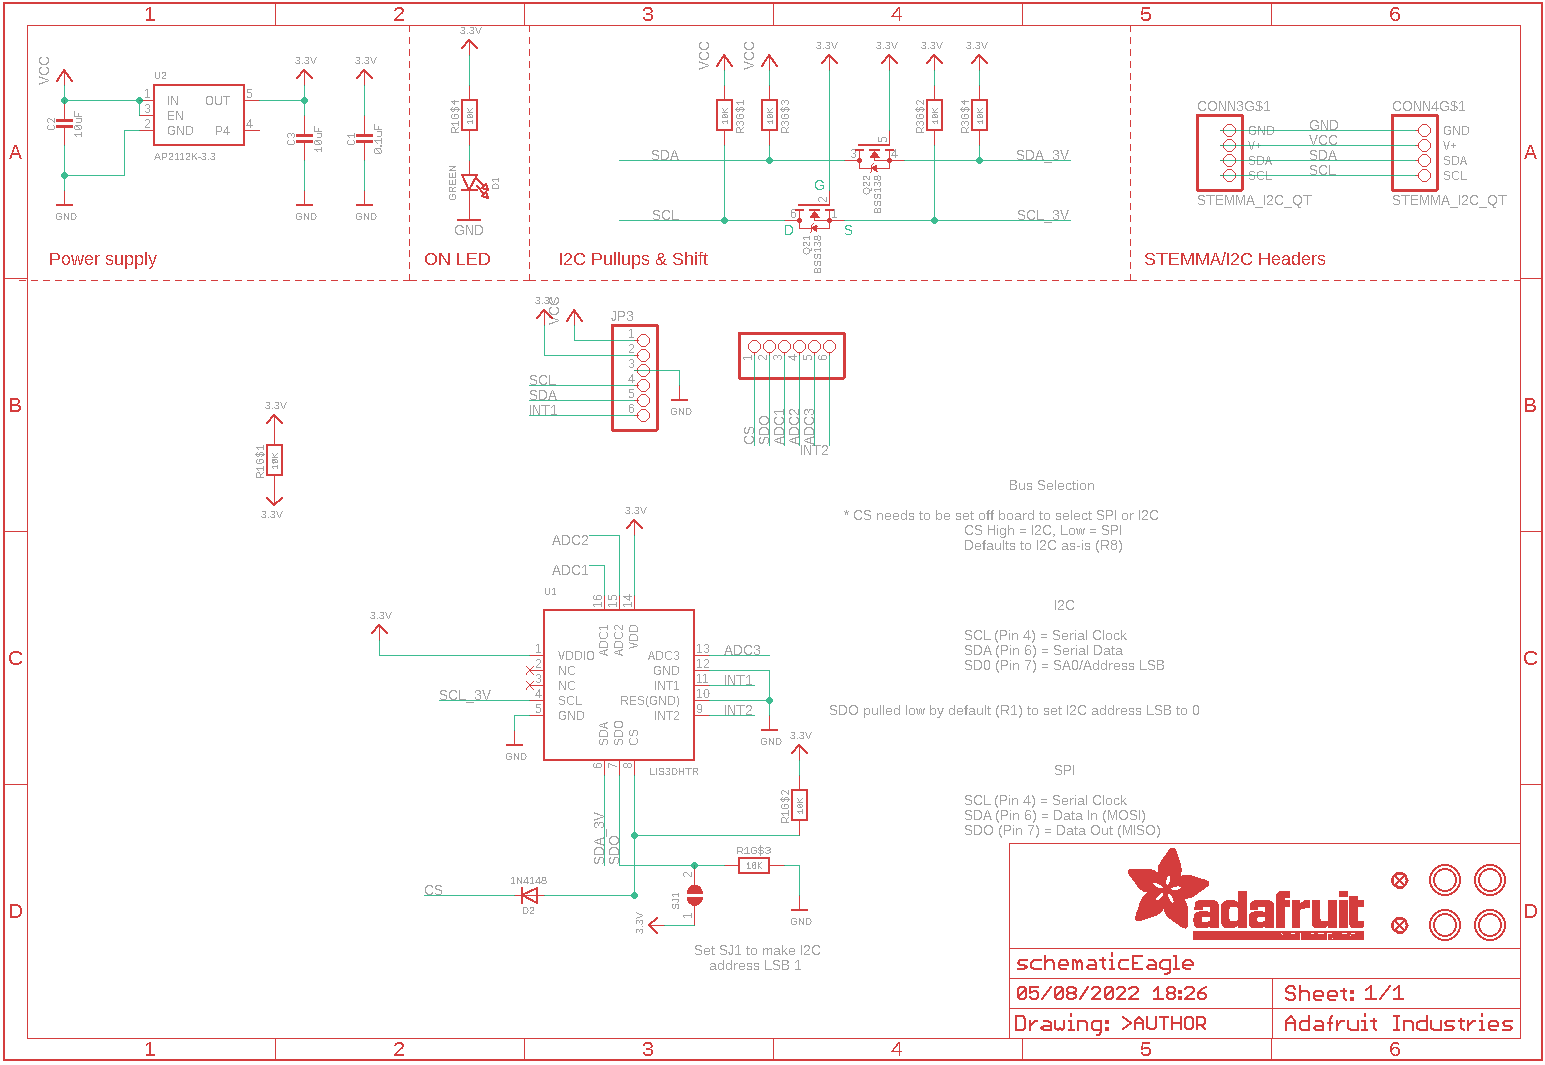 1 2 3 4 5 6
A A
B B
C C
D D
1 2 3 4 5 6
VCC
C2
10uF
GND
U2
1 IN OUT 5
3 EN
2 GND P4 4
AP2112K-3.3
3.3V
C3
10uF
GND
3.3V
C1
0.1uF
GND
Power supply
3.3V
R1G$4
10K
GREEN
D1
GND
ON LED
VCC
10K
R3G$1
VCC
10K
R3G$3
3.3V
3.3V
3.3V
10K
R3G$2
3.3V
10K
R3G$4
SDA
3 5 4
Q22
BSS138
SDA_3V
SCL
G
2
6 1
D S
Q21
BSS138
SCL_3V
I2C Pullups & Shift
CONN3G$1
GND
V+
SDA
SCL
STEMMA_I2C_QT
GND
VCC
SDA
SCL
CONN4G$1
GND
V+
SDA
SCL
STEMMA_I2C_QT
STEMMA/I2C Headers
3.3V
VCC
JP3
1
2
3
SCL 4
SDA 5
INT1 6
GND
1 2 3 4 5 6
CS
SDO
ADC1
ADC2
ADC3
INT2
3.3V
R1G$1
10K
3.3V
Bus Selection
* CS needs to be set off board to select SPI or I2C
CS High = I2C, Low = SPI
Defaults to I2C as-is (R8)
I2C
SCL (Pin 4) = Serial Clock
SDA (Pin 6) = Serial Data
SD0 (Pin 7) = SA0/Address LSB
SDO pulled low by default (R1) to set I2C address LSB to 0
SPI
SCL (Pin 4) = Serial Clock
SDA (Pin 6) = Data In (MOSI)
SDO (Pin 7) = Data Out (MISO)
3.3V
ADC2
ADC1
U1
16 15 14
ADC1 ADC2 VDD
3.3V
1 VDDIO ADC3 13 ADC3
2 NC GND 12
3 NC INT1 11 INT1
SCL_3V 4 SCL RES(GND) 10
5 GND INT2 9 INT2
SDA SDO CS
GND
GND
6 7 8
LIS3DHTR
3.3V
R1G$2
10K
SDA_3V
SDO
R1G$3
10K
CS
1N4148
D2
2
SJ1
1
3.3V
GND
Set SJ1 to make I2C
address LSB 1
adafruit
schematicEagle
05/08/2022 18:26
Sheet: 1/1
Drawing: >AUTHOR
Adafruit Industries